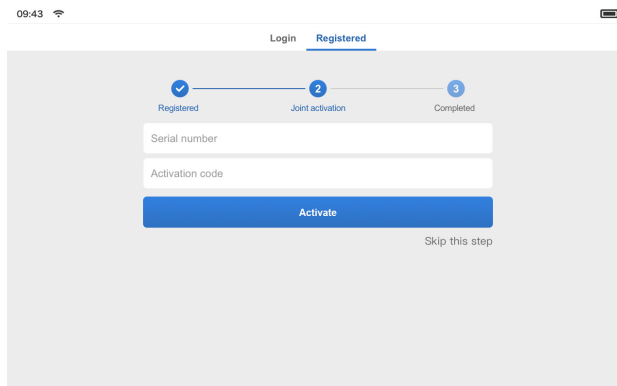 09:43
Login Registered
2 3
Registered Joint activation Completed
Serial number
Activation code
Activate
Skip this step